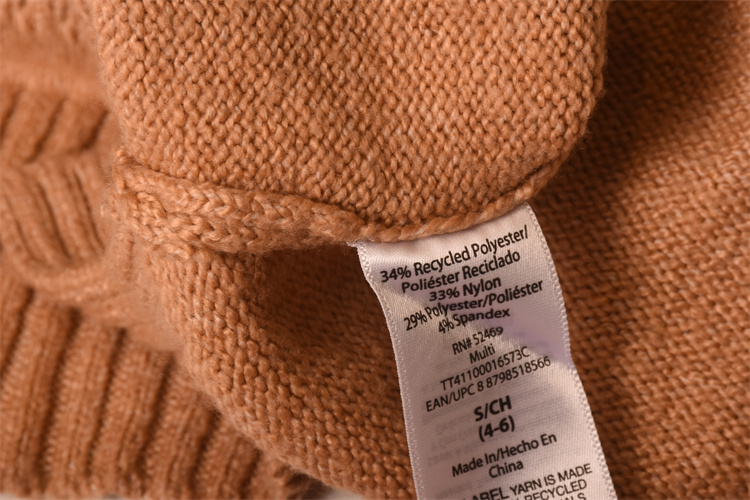 34% Recycled Polyester/
Poliéster Reciclado
33% Nylon
29% Polyester/Poliéster
4% Spandex
RN# 52469
Multi
TT41100016573C
EAN/UPC 8 8798518566
S/CH
(4-6)
Made In/Hecho En
China
LABEL YARN IS MADE
RECYCLED